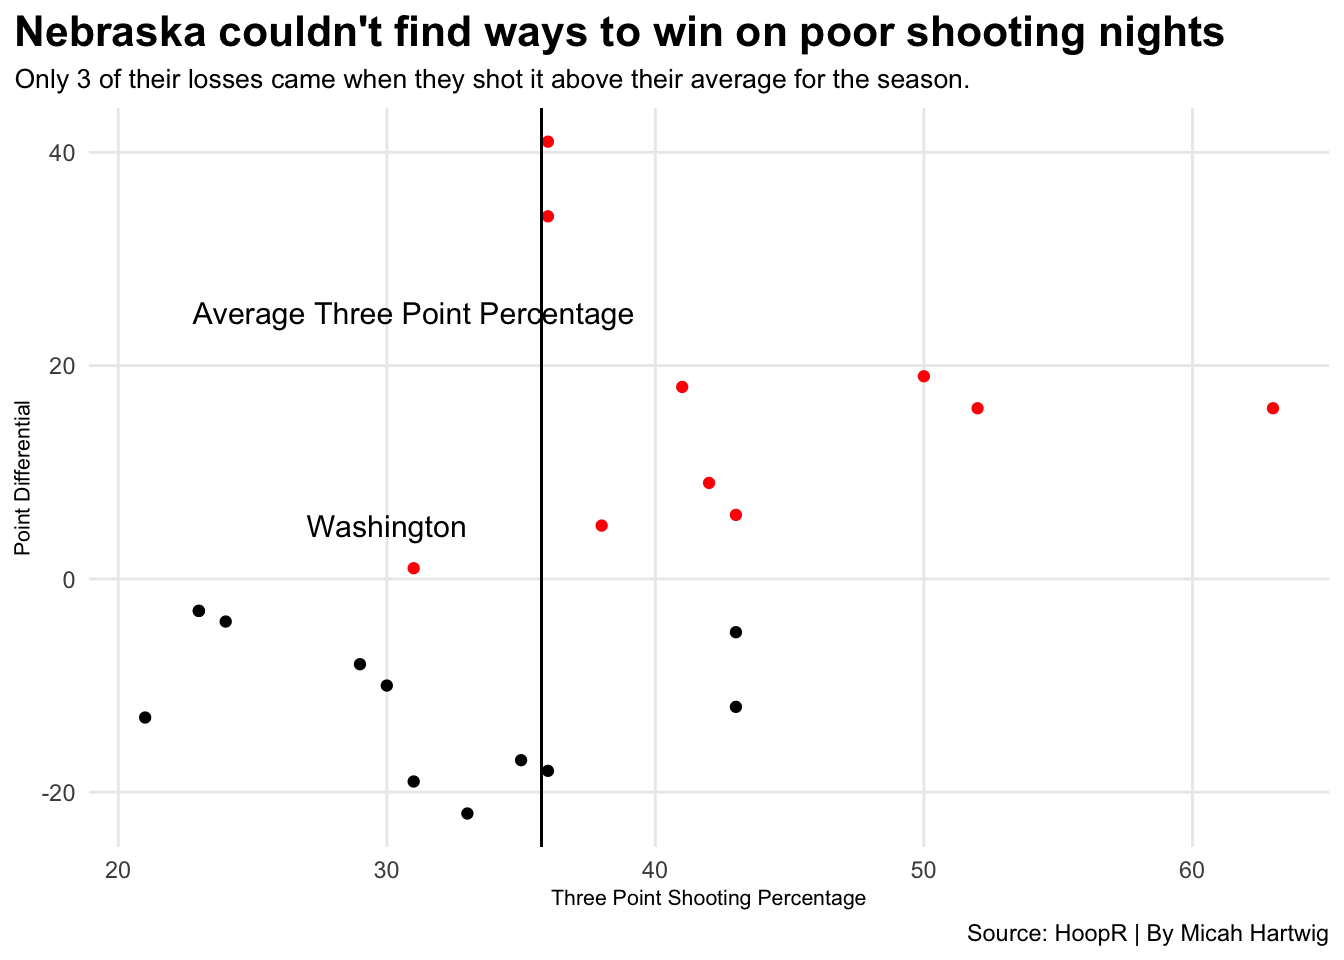 Nebraska couldn't find ways to win on poor shooting nights
Only 3 of their losses came when they shot it above their average for the season.
40
Average Three Point Percentage
20
Point Differential
Washington
0
-20
20 30 40 50 60
Three Point Shooting Percentage
Source: HoopR | By Micah Hartwig